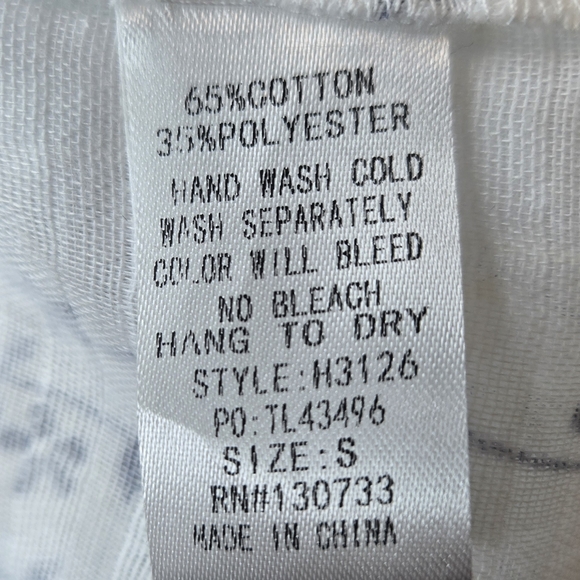 65%COTTON
35%POLYESTER
HAND WASH COLD
WASH SEPARATELY
COLOR WILL BLEED
NO BLEACH
HANG TO DRY
STYLE:H3126
PO:TL43496
SIZE:S
RN#130733
MADE IN CHINA